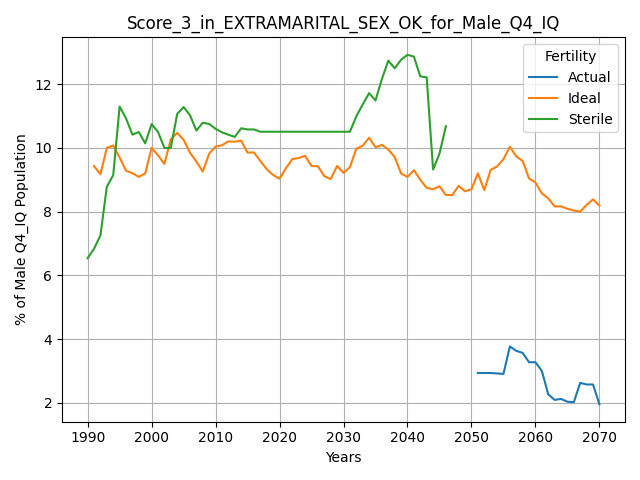 Score_3_in_EXTRAMARITAL_SEX_OK_for_Male_Q4_IQ
Fertility
Actual
Ideal
Sterile
% of Male Q4_IQ Population
12
10
8
6
4
2
1990 2000 2010 2020 2030 2040 2050 2060 2070
Years